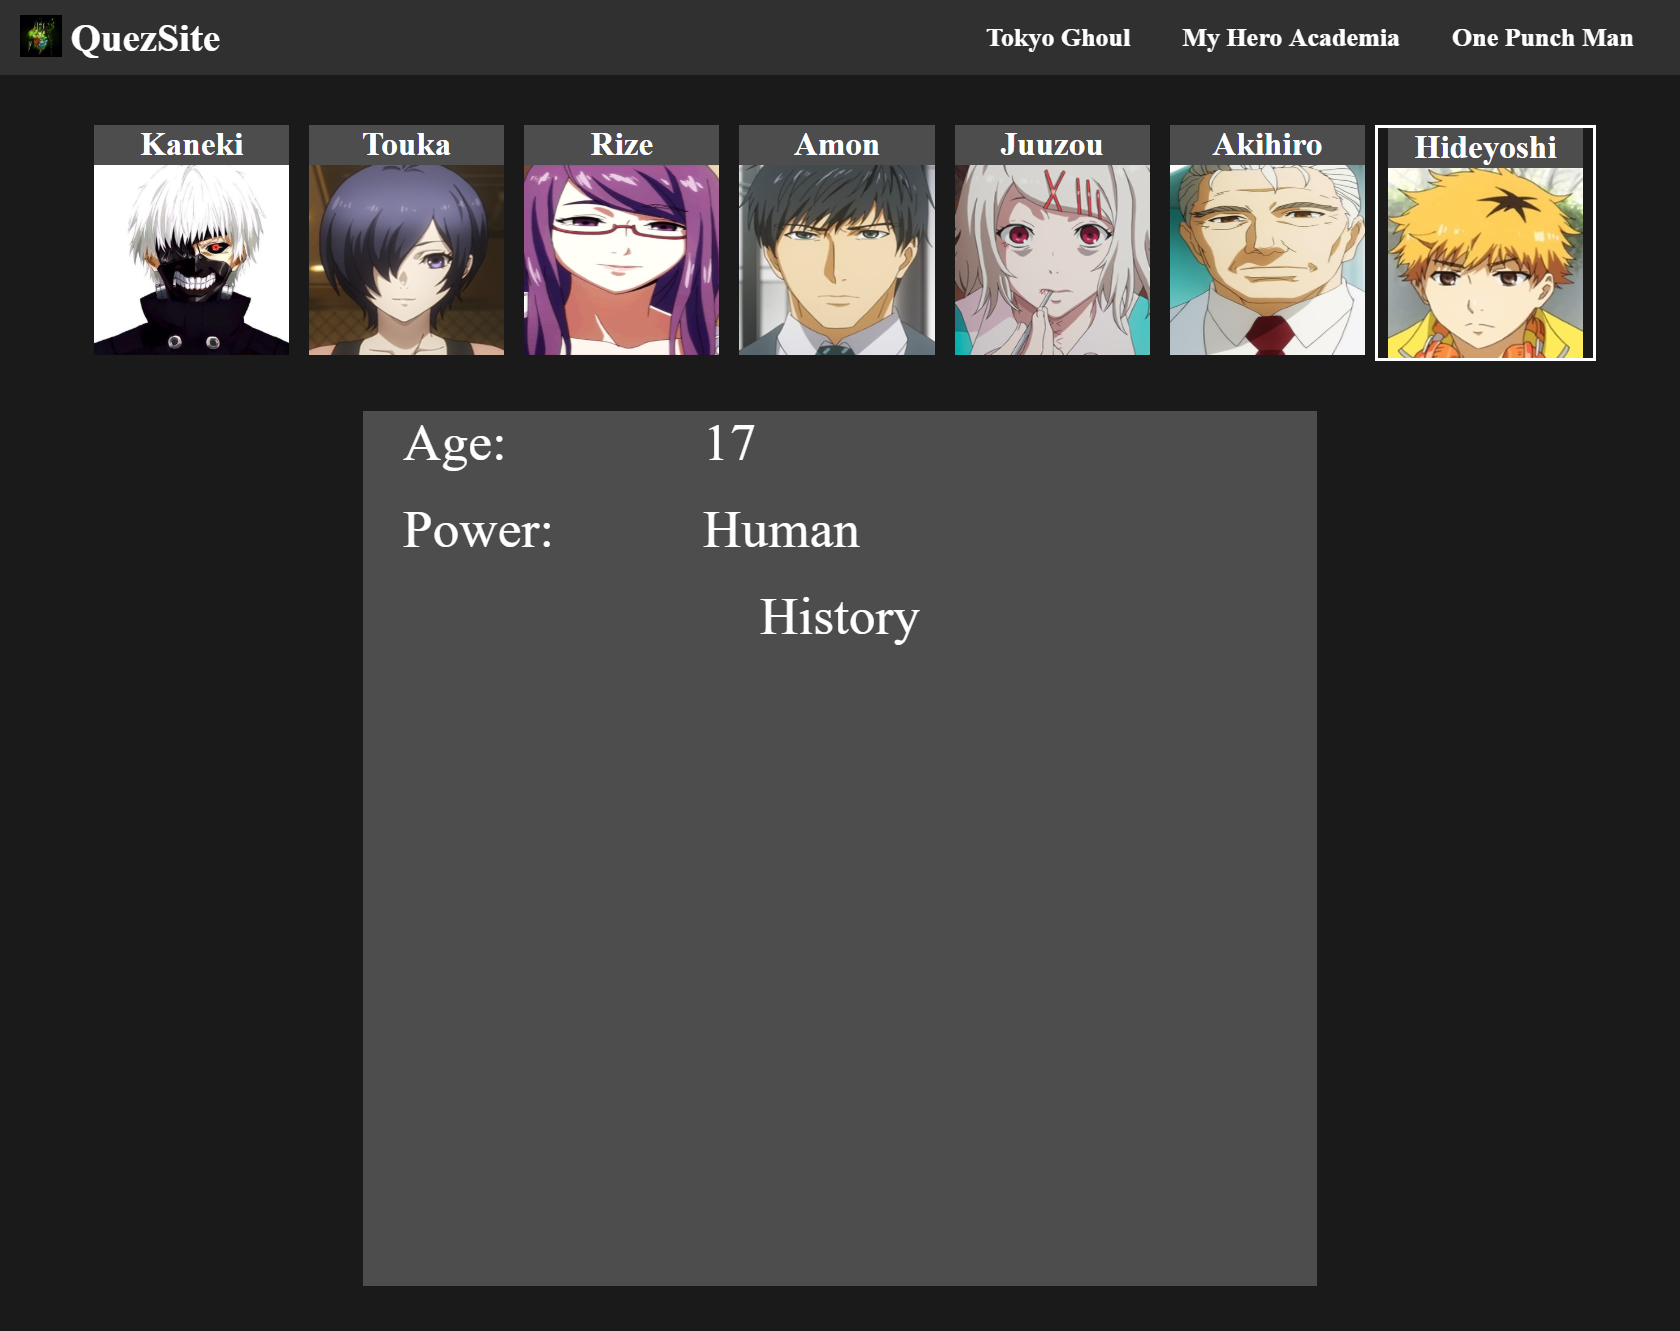 QuezSite
Tokyo Ghoul My Hero Academia One Punch Man
Kaneki Touka Rize Amon Juuzou Akihiro Hideyoshi
Age: 17
Power: Human
History